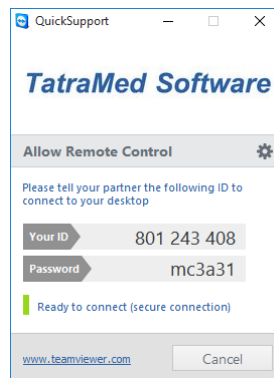 QuickSupport
TatraMed Software
Allow Remote Control
Please tell your partner the following ID to
connect to your desktop
Your ID 801 243 408
Password mc3a31
Ready to connect (secure connection)
www.teamviewer.com Cancel